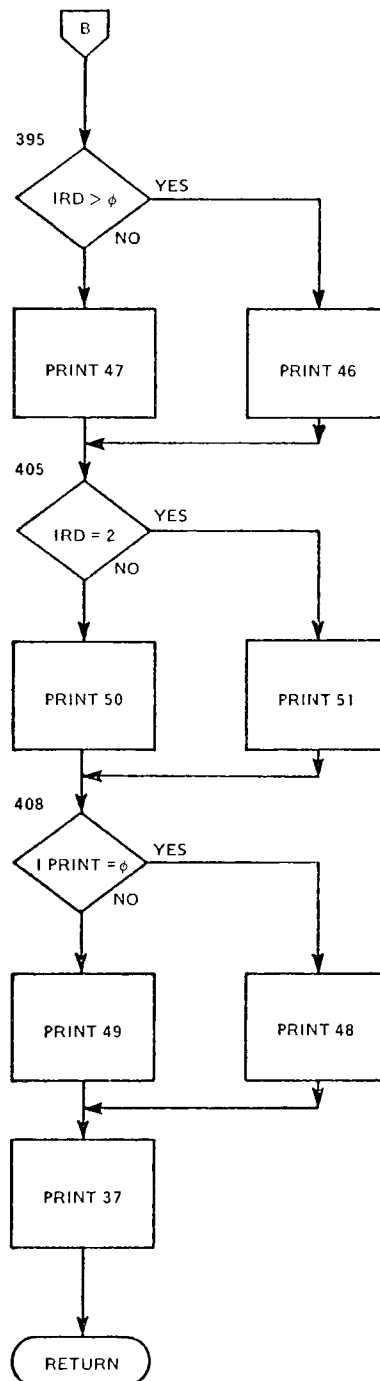 B
395
IRD > φ
YES
NO
PRINT 47
PRINT 46
405
IRD = 2
YES
NO
PRINT 50
PRINT 51
408
I PRINT = φ
YES
NO
PRINT 49
PRINT 48
PRINT 37
RETURN